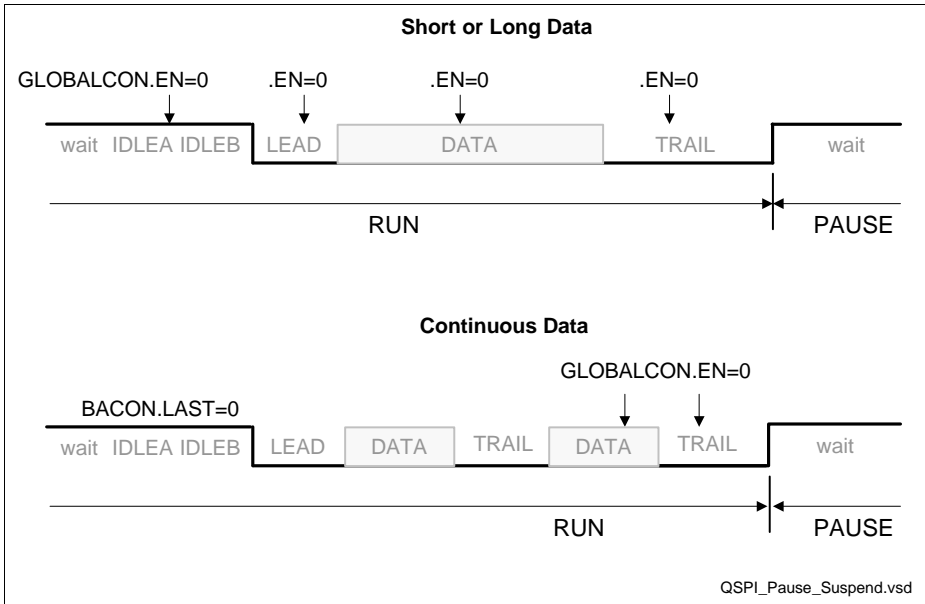 Short or Long Data
GLOBALCON.EN=0 .EN=0 .EN=0 .EN=0
wait IDLEA IDLEB LEAD DATA TRAIL wait
RUN PAUSE
Continuous Data
GLOBALCON.EN=0
BACON.LAST=0
wait IDLEA IDLEB LEAD DATA TRAIL DATA TRAIL wait
RUN PAUSE
QSPI_Pause_Suspend.vsd